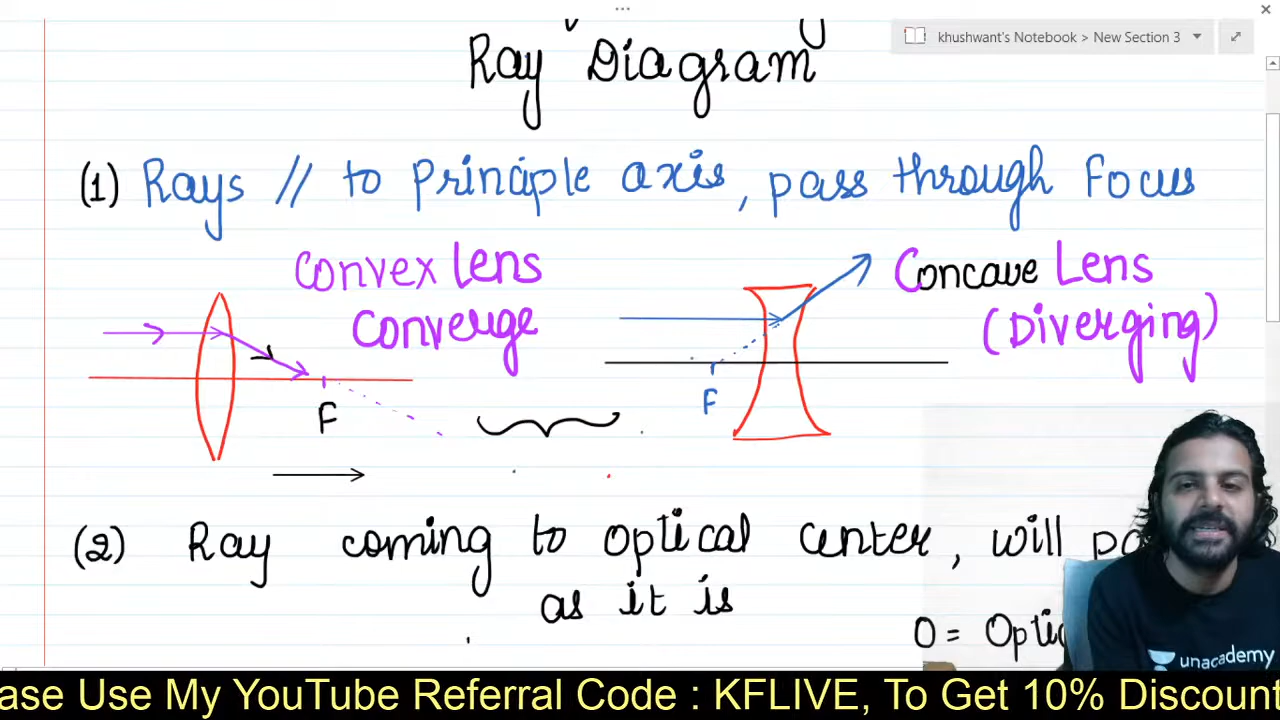 khushwant's Notebook > New Section 3
Ray Diagram
(1) Rays // to Principle axis, pass through Focus
Convex Lens
Converge
Concave Lens
(Diverging)
F
F
(2) Ray coming to optical center, will
as it is
O =
unacademy
ase Use My YouTube Referral Code : KFLIVE, To Get 10% Discount